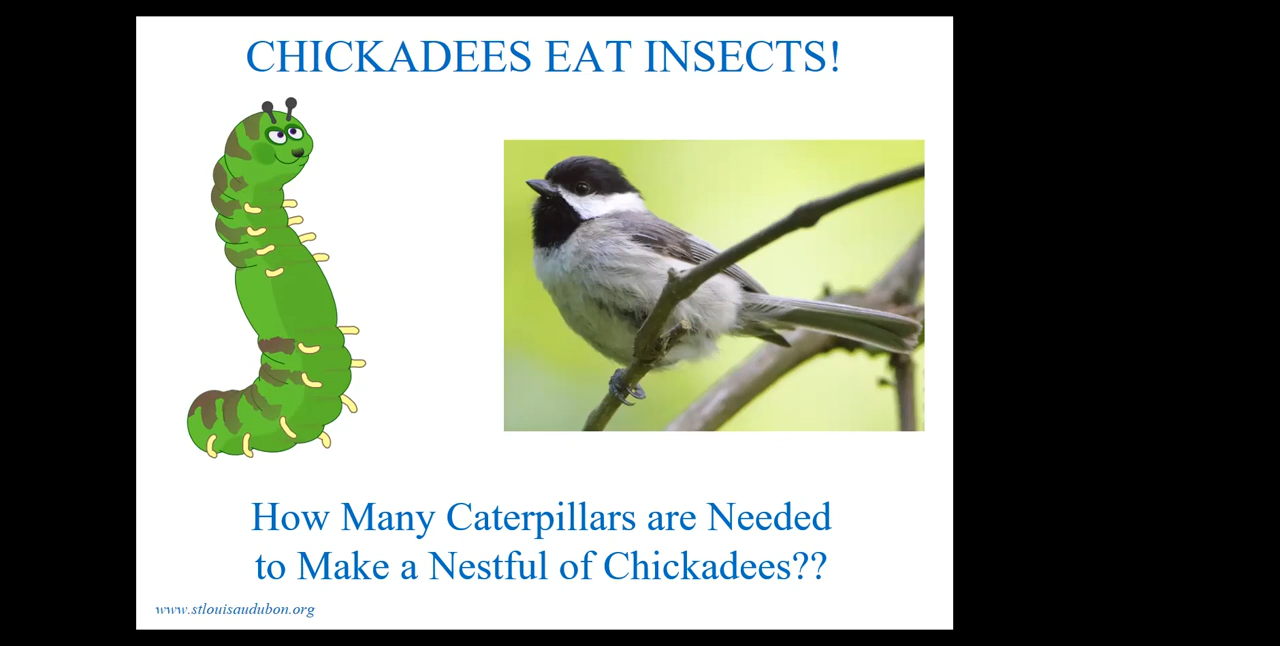 CHICKADEES EAT INSECTS!
How Many Caterpillars are Needed
to Make a Nestful of Chickadees??
www.stlouisaudubon.org